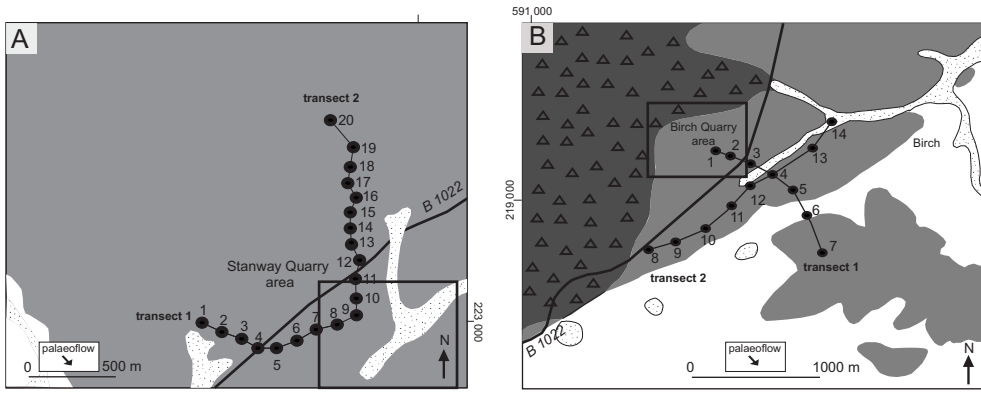 A
transect 2
20
19
18
17
16
15
14
13
12
11
10
9
8
7
6
5
4
3
2
1
transect 1
Stanway Quarry
area
B 1022
223 000
palaeoflow
0 500 m
N
591 000
B
219 000
Birch Quarry
area
1
2
3
4
5
6
7
transect 1
8
9
10
11
12
13
14
transect 2
Birch
B 1022
palaeoflow
0 1000 m
N